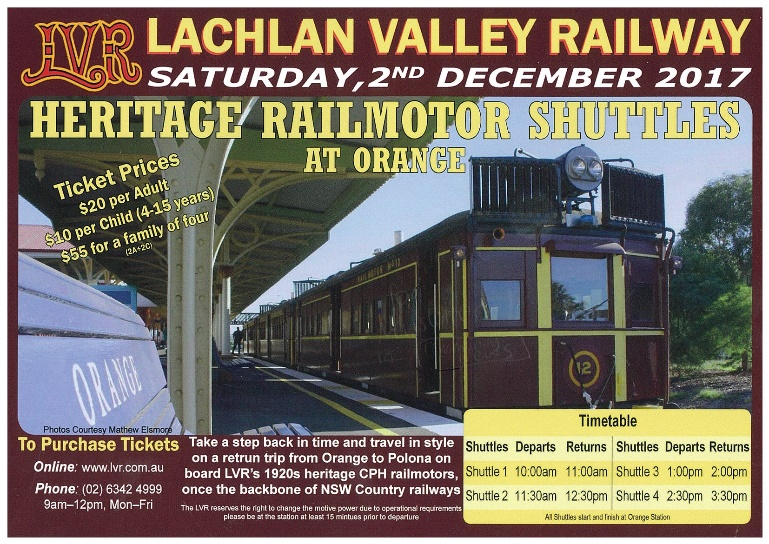 LVR LACHLAN VALLEY RAILWAY
SATURDAY, 2ND DECEMBER 2017
HERITAGE RAILMOTOR SHUTTLES
AT ORANGE
Ticket Prices
$20 per Adult
$10 per Child (4-15 years)
$55 for a family of four
(2A+2C)
RAIL MOTOR Nº 12
12
ORANGE
Photos Courtesy Mathew Elsmore
To Purchase Tickets
Online: www.lvr.com.au
Phone: (02) 6342 4999
9am–12pm, Mon–Fri
Take a step back in time and travel in style
on a retrun trip from Orange to Polona on
board LVR's 1920s heritage CPH railmotors,
once the backbone of NSW Country railways
The LVR reserves the right to change the motive power due to operational requirements
please be at the station at least 15 mintues prior to departure
Timetable
Shuttles Departs Returns Shuttles Departs Returns
Shuttle 1 10:00am 11:00am Shuttle 3 1:00pm 2:00pm
Shuttle 2 11:30am 12.30pm Shuttle 4 2:30pm 3:30pm
All Shuttles start and finish at Orange Station